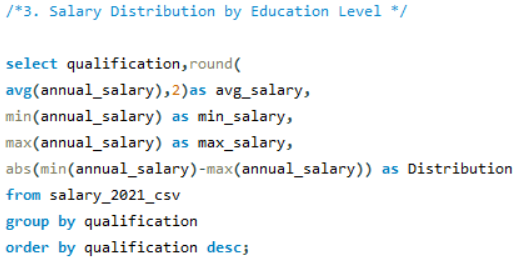 /*3. Salary Distribution by Education Level */
select qualification,round(
avg(annual_salary),2)as avg_salary,
min(annual_salary) as min_salary,
max(annual_salary) as max_salary,
abs(min(annual_salary)-max(annual_salary)) as Distribution
from salary_2021_csv
group by qualification
order by qualification desc;